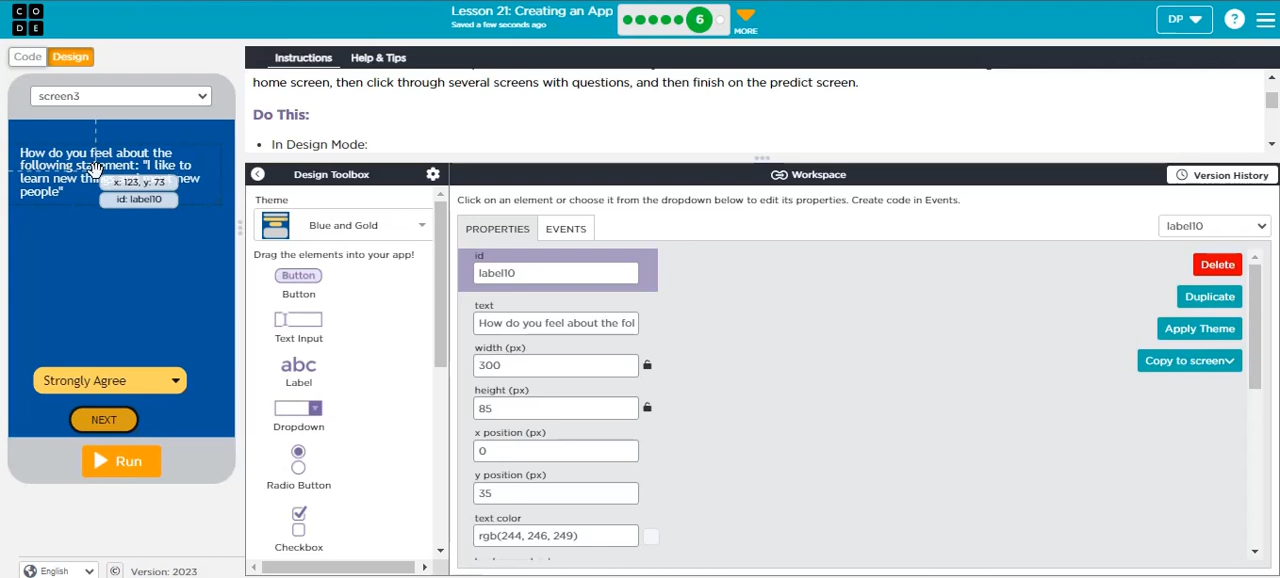 C O
D E
Lesson 21: Creating an App
Saved a few seconds ago
6
MORE
DP
?
Code
Design
Instructions
Help & Tips
home screen, then click through several screens with questions, and then finish on the predict screen.
Do This:
• In Design Mode:
screen3
How do you feel about the
following statement: "I like to
learn new new
people"
x: 123, y: 73
id: label10
Strongly Agree
NEXT
Run
English
Version: 2023
Design Toolbox
Workspace
Version History
Theme
Blue and Gold
Drag the elements into your app!
Button
Button
Text Input
abc
Label
Dropdown
Radio Button
Checkbox
Click on an element or choose it from the dropdown below to edit its properties. Create code in Events.
PROPERTIES
EVENTS
label10
id
label10
text
How do you feel about the fol
width (px)
300
height (px)
85
x position (px)
0
y position (px)
35
text color
rgb(244, 246, 249)
Delete
Duplicate
Apply Theme
Copy to screen